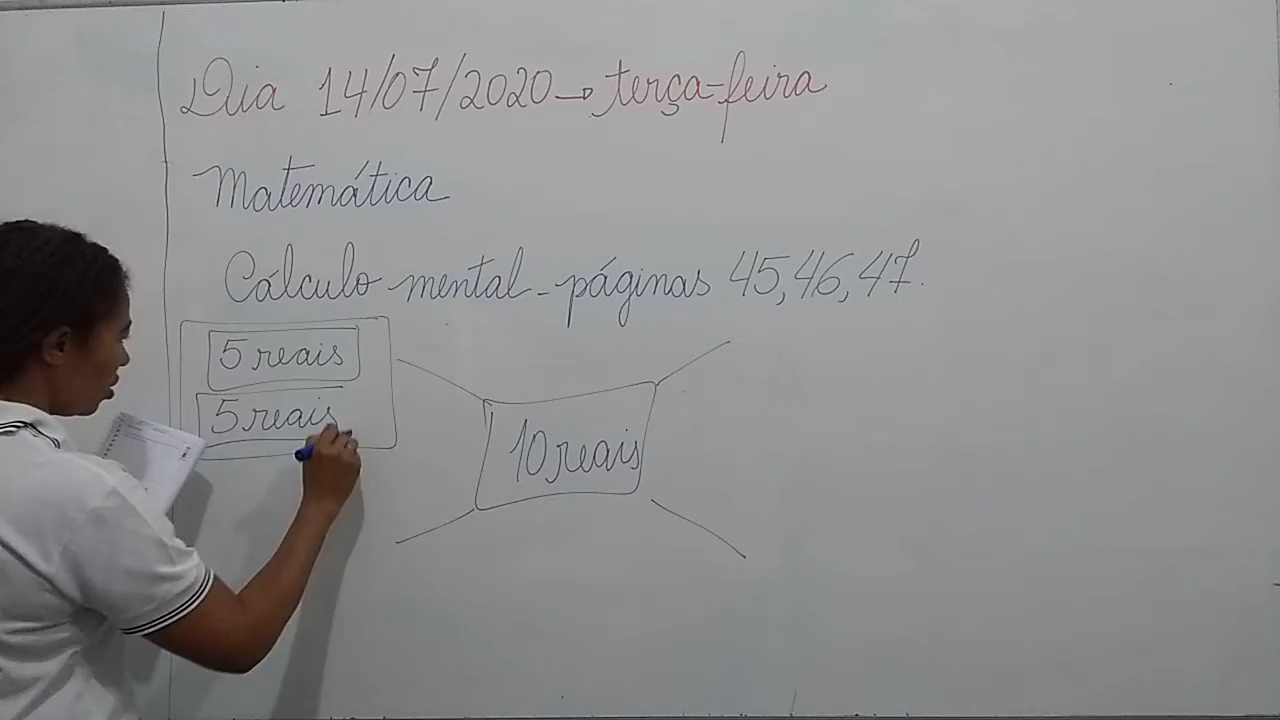 Dia 14/07/2020→terça-feira
Matemática
Cálculo mental-páginas 45,46,47.
5 reais
5 reais
10 reais